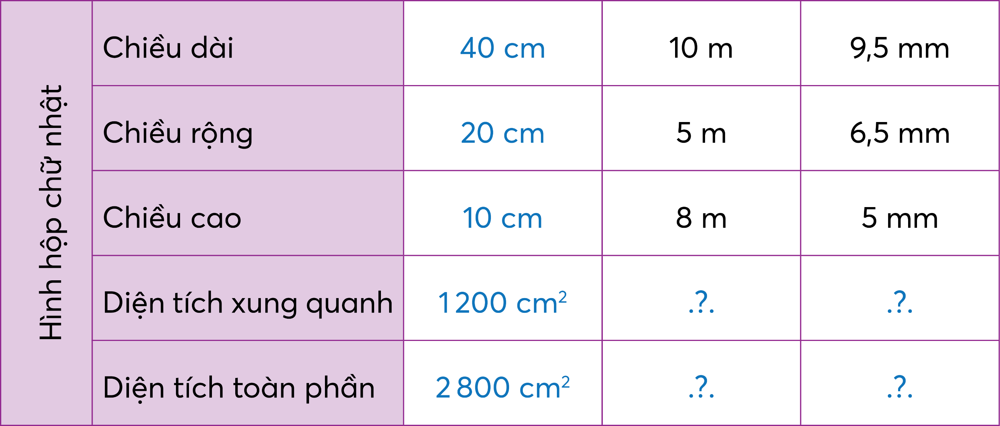 Hình hộp chữ nhật
Chiều dài 40 cm 10 m 9,5 mm
Chiều rộng 20 cm 5 m 6,5 mm
Chiều cao 10 cm 8 m 5 mm
Diện tích xung quanh 1 200 cm² .?. .?.
Diện tích toàn phần 2 800 cm² .?. .?.